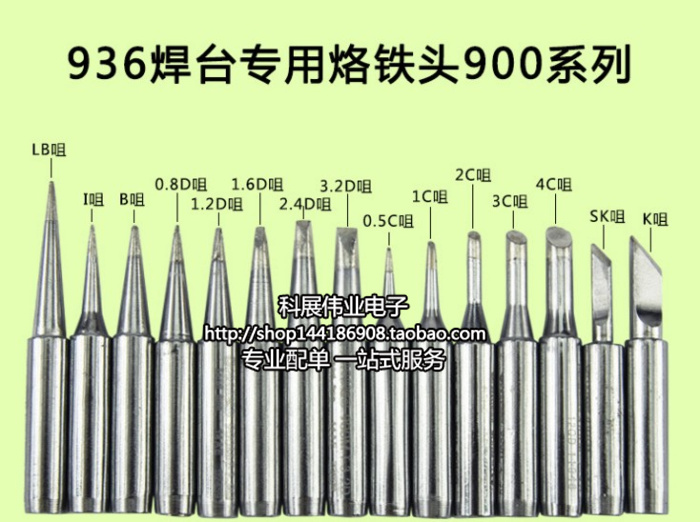 936焊台专用烙铁头900系列
LB咀
I咀
B咀
0.8D咀
1.2D咀
1.6D咀
2.4D咀
3.2D咀
0.5C咀
1C咀
2C咀
3C咀
4C咀
SK咀
K咀
科展伟业电子
http://shop144186908.taobao.com
专业配单 一站式服务